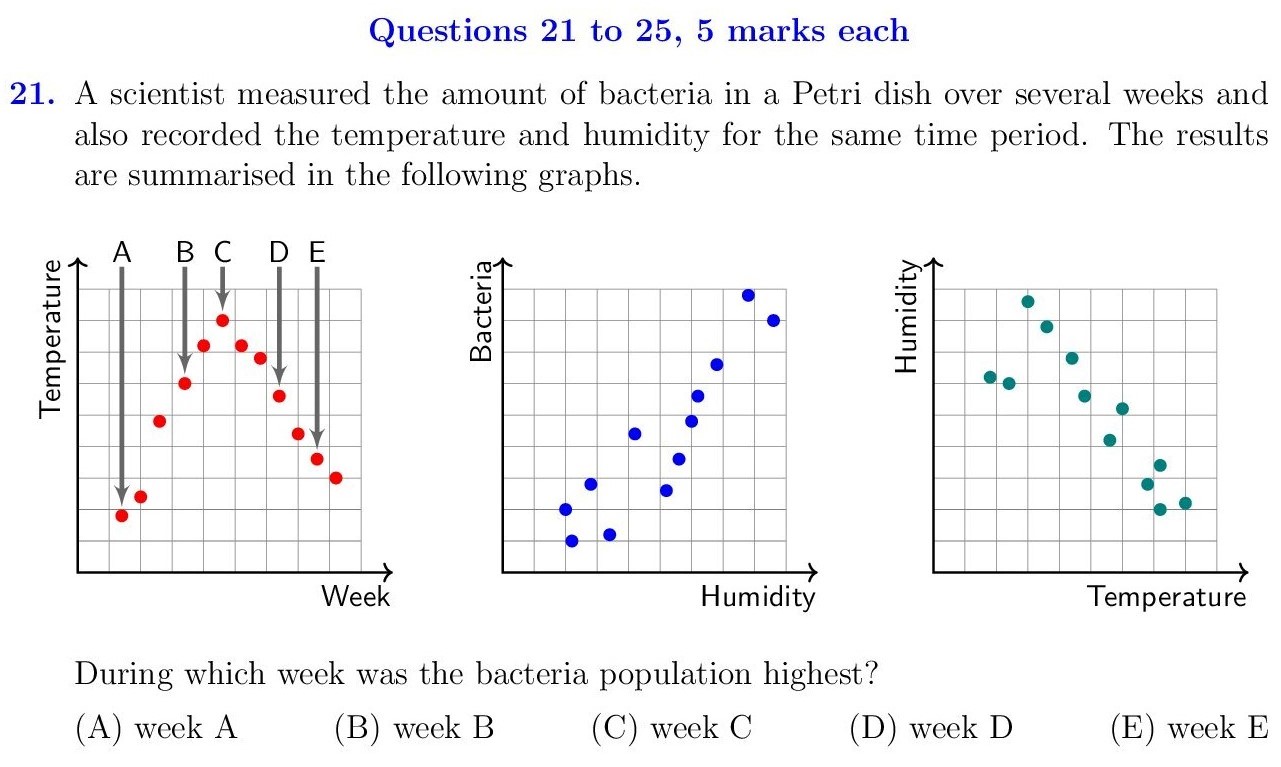 Questions 21 to 25, 5 marks each
21. A scientist measured the amount of bacteria in a Petri dish over several weeks and
also recorded the temperature and humidity for the same time period. The results
are summarised in the following graphs.
A B C D E
Temperature
Week
Bacteria
Humidity
Humidity
Temperature
During which week was the bacteria population highest?
(A) week A (B) week B (C) week C (D) week D (E) week E